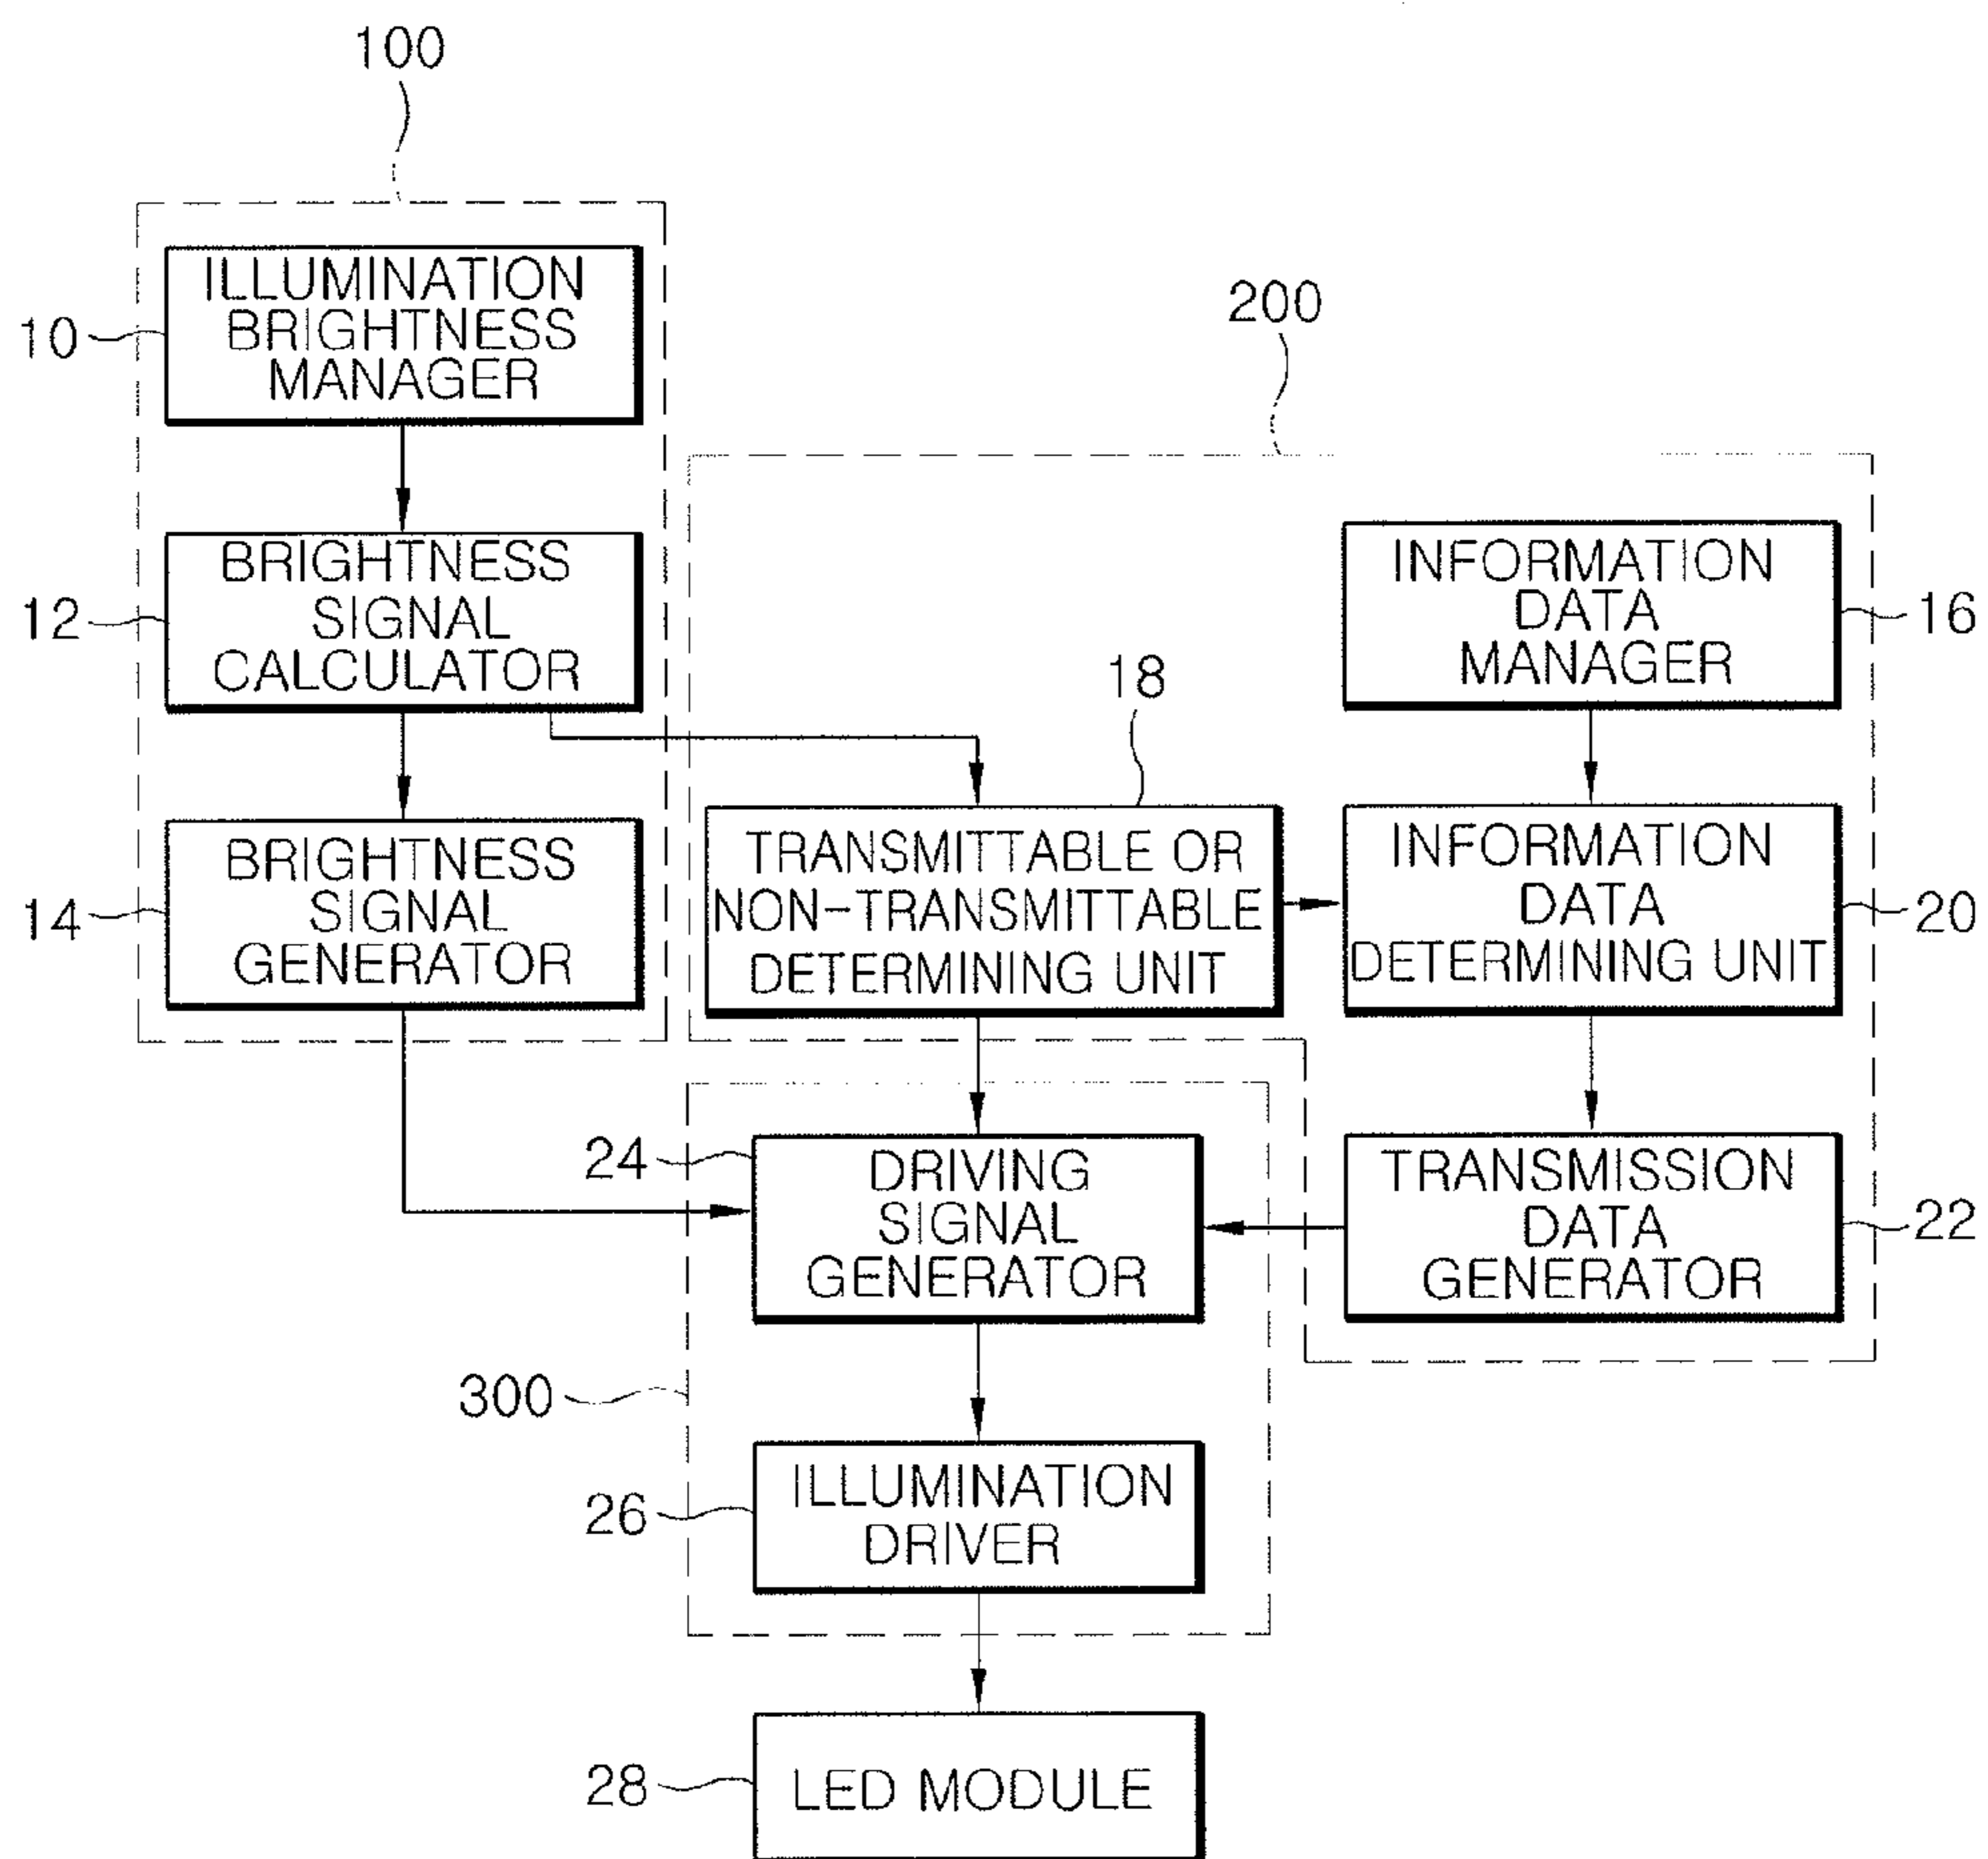 100
ILLUMINATION
BRIGHTNESS
MANAGER
10
200
BRIGHTNESS
SIGNAL
CALCULATOR
12
INFORMATION
DATA
MANAGER
16
18
BRIGHTNESS
SIGNAL
GENERATOR
14
TRANSMITTABLE OR
NON-TRANSMITTABLE
DETERMINING UNIT
INFORMATION
DATA
DETERMINING UNIT
20
24
DRIVING
SIGNAL
GENERATOR
TRANSMISSION
DATA
GENERATOR
22
300
26
ILLUMINATION
DRIVER
28
LED MODULE